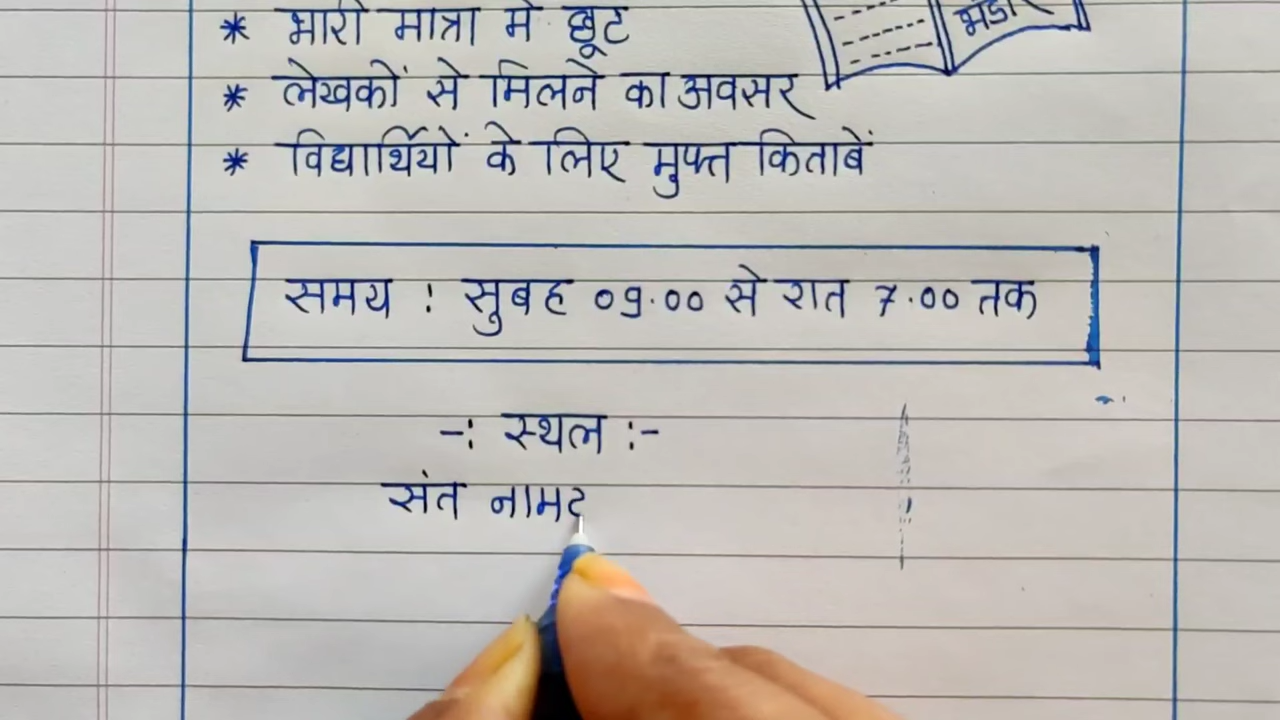 * भारी मात्रा में छूट
भंडार
* लेखकों से मिलने का अवसर
* विद्यार्थियों के लिए मुफ्त किताबें
समय : सुबह 09.00 से रात 7.00 तक
-: स्थल :-
संत नामद